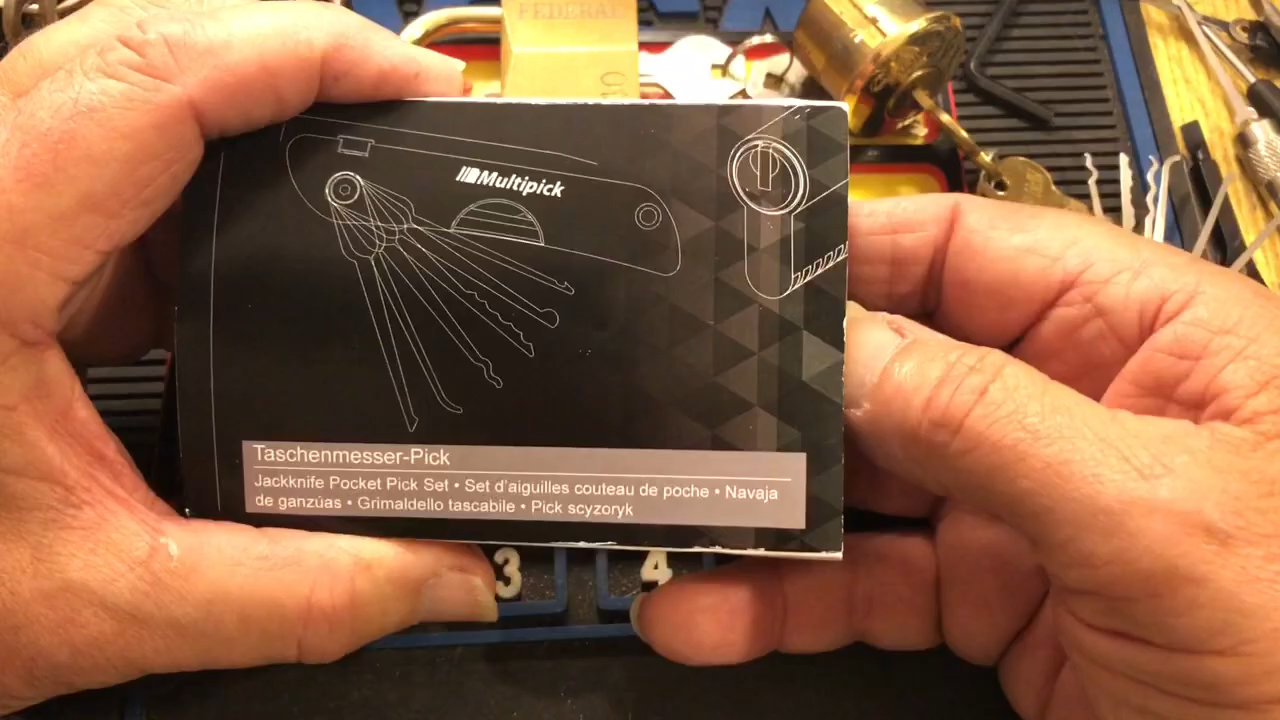 FEDERAL
Multipick
Taschenmesser-Pick
Jackknife Pocket Pick Set • Set d'aiguilles couteau de poche • Navaja
de ganzúas • Grimaldello tascabile • Pick scyzoryk
3 4